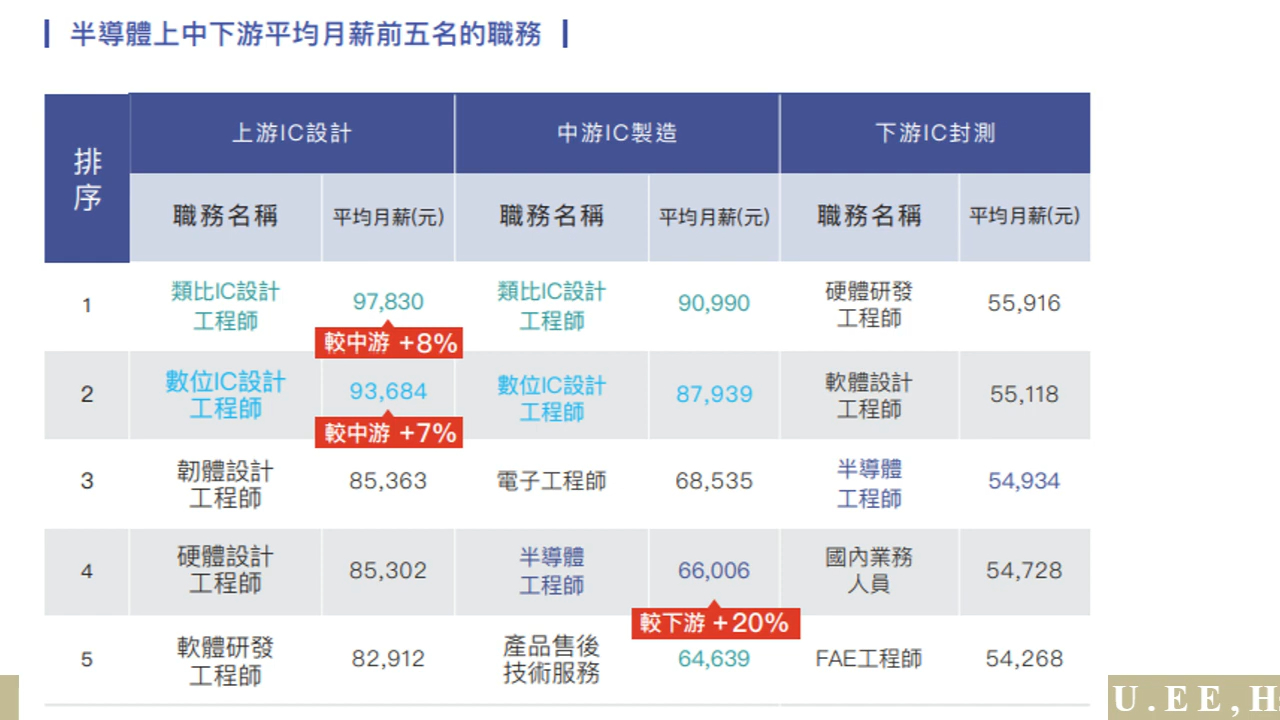 半導體上中下游平均月薪前五名的職務
排序
上游IC設計 中游IC製造 下游IC封測
職務名稱 平均月薪(元) 職務名稱 平均月薪(元) 職務名稱 平均月薪(元)
1 類比IC設計工程師 97,830 類比IC設計工程師 90,990 硬體研發工程師 55,916
較中游 +8%
2 數位IC設計工程師 93,684 數位IC設計工程師 87,939 軟體設計工程師 55,118
較中游 +7%
3 韌體設計工程師 85,363 電子工程師 68,535 半導體工程師 54,934
4 硬體設計工程師 85,302 半導體工程師 66,006 國內業務人員 54,728
較下游 +20%
5 軟體研發工程師 82,912 產品售後技術服務 64,639 FAE工程師 54,268
U.EE,H